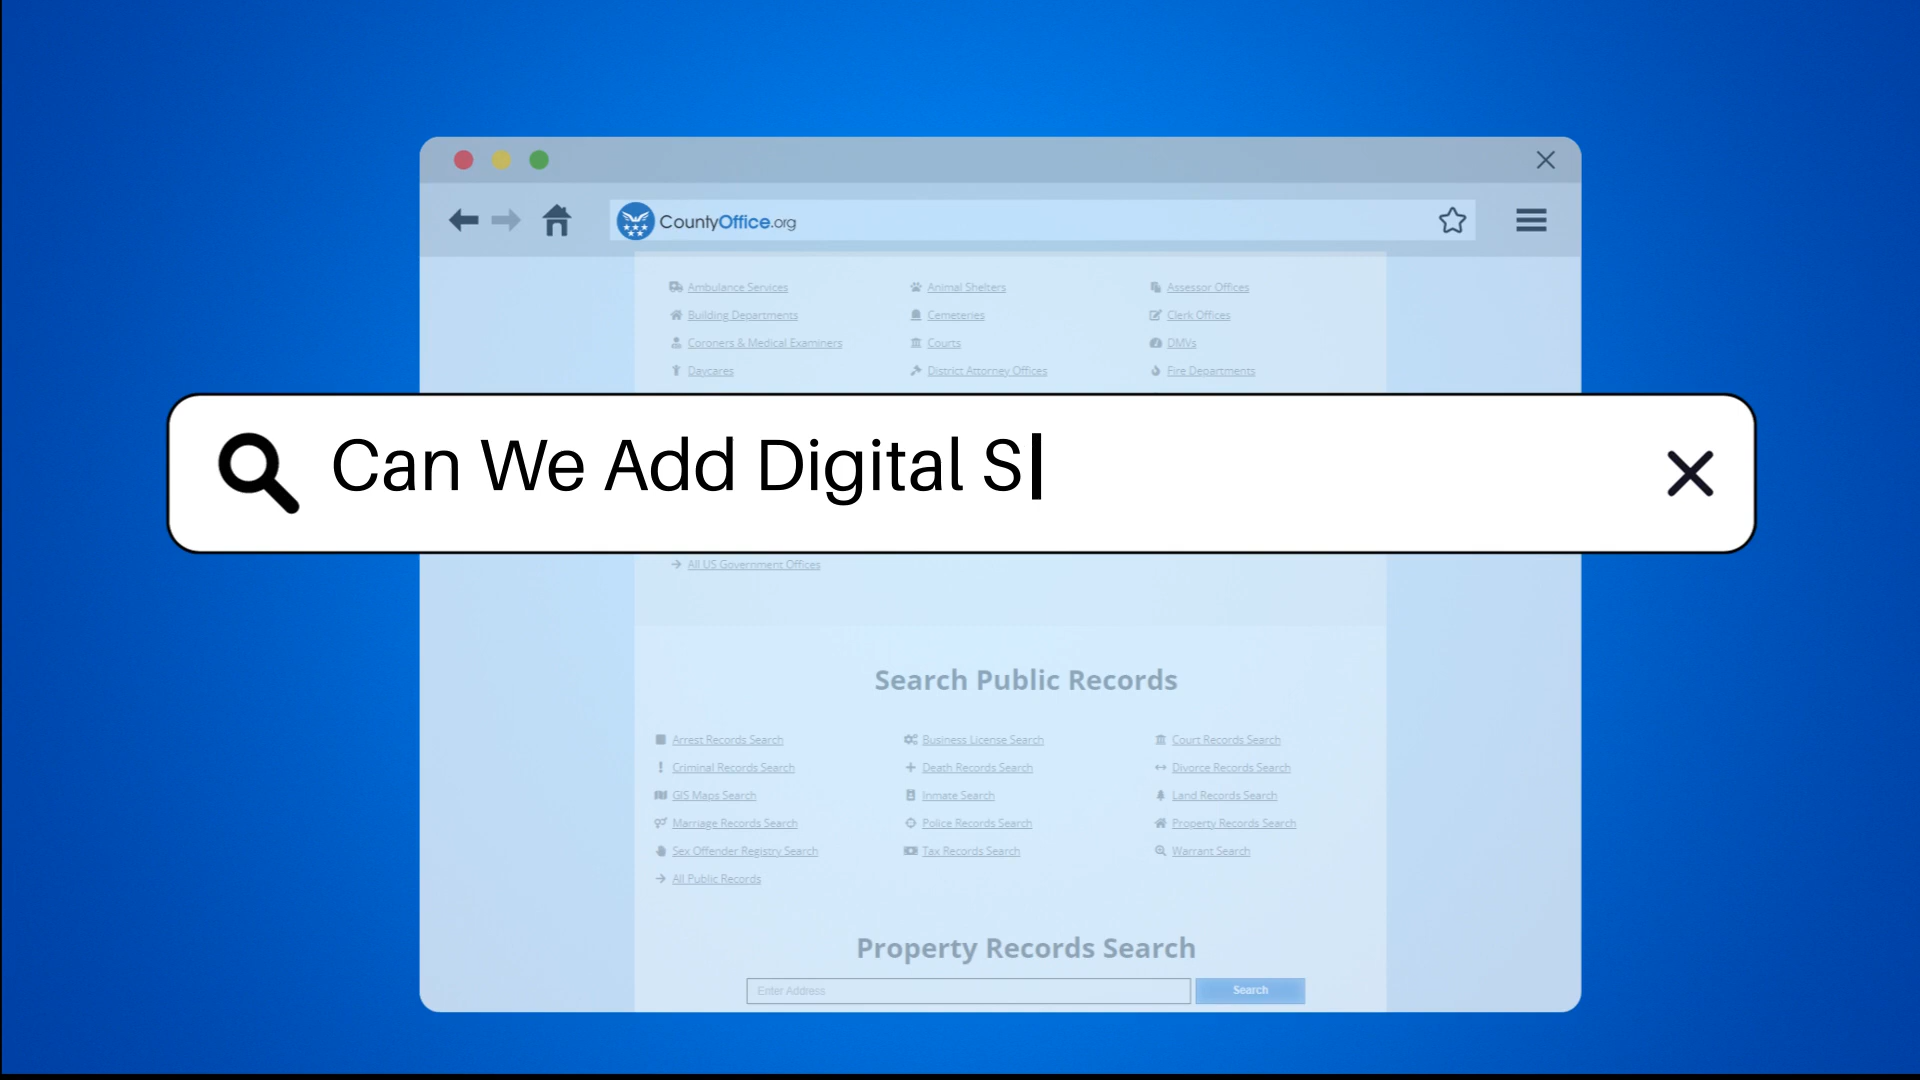 CountyOffice.org
Ambulance Services Animal Shelters Assessor Offices
Building Departments Cemeteries Clerk Offices
Coroners & Medical Examiners Courts DMVs
Daycares District Attorney Offices Fire Departments
Can We Add Digital S
All US Government Offices
Search Public Records
Arrest Records Search Business License Search Court Records Search
Criminal Records Search Death Records Search Divorce Records Search
GIS Maps Search Inmate Search Land Records Search
Marriage Records Search Police Records Search Property Records Search
Sex Offender Registry Search Tax Records Search Warrant Search
All Public Records
Property Records Search
Enter Address Search